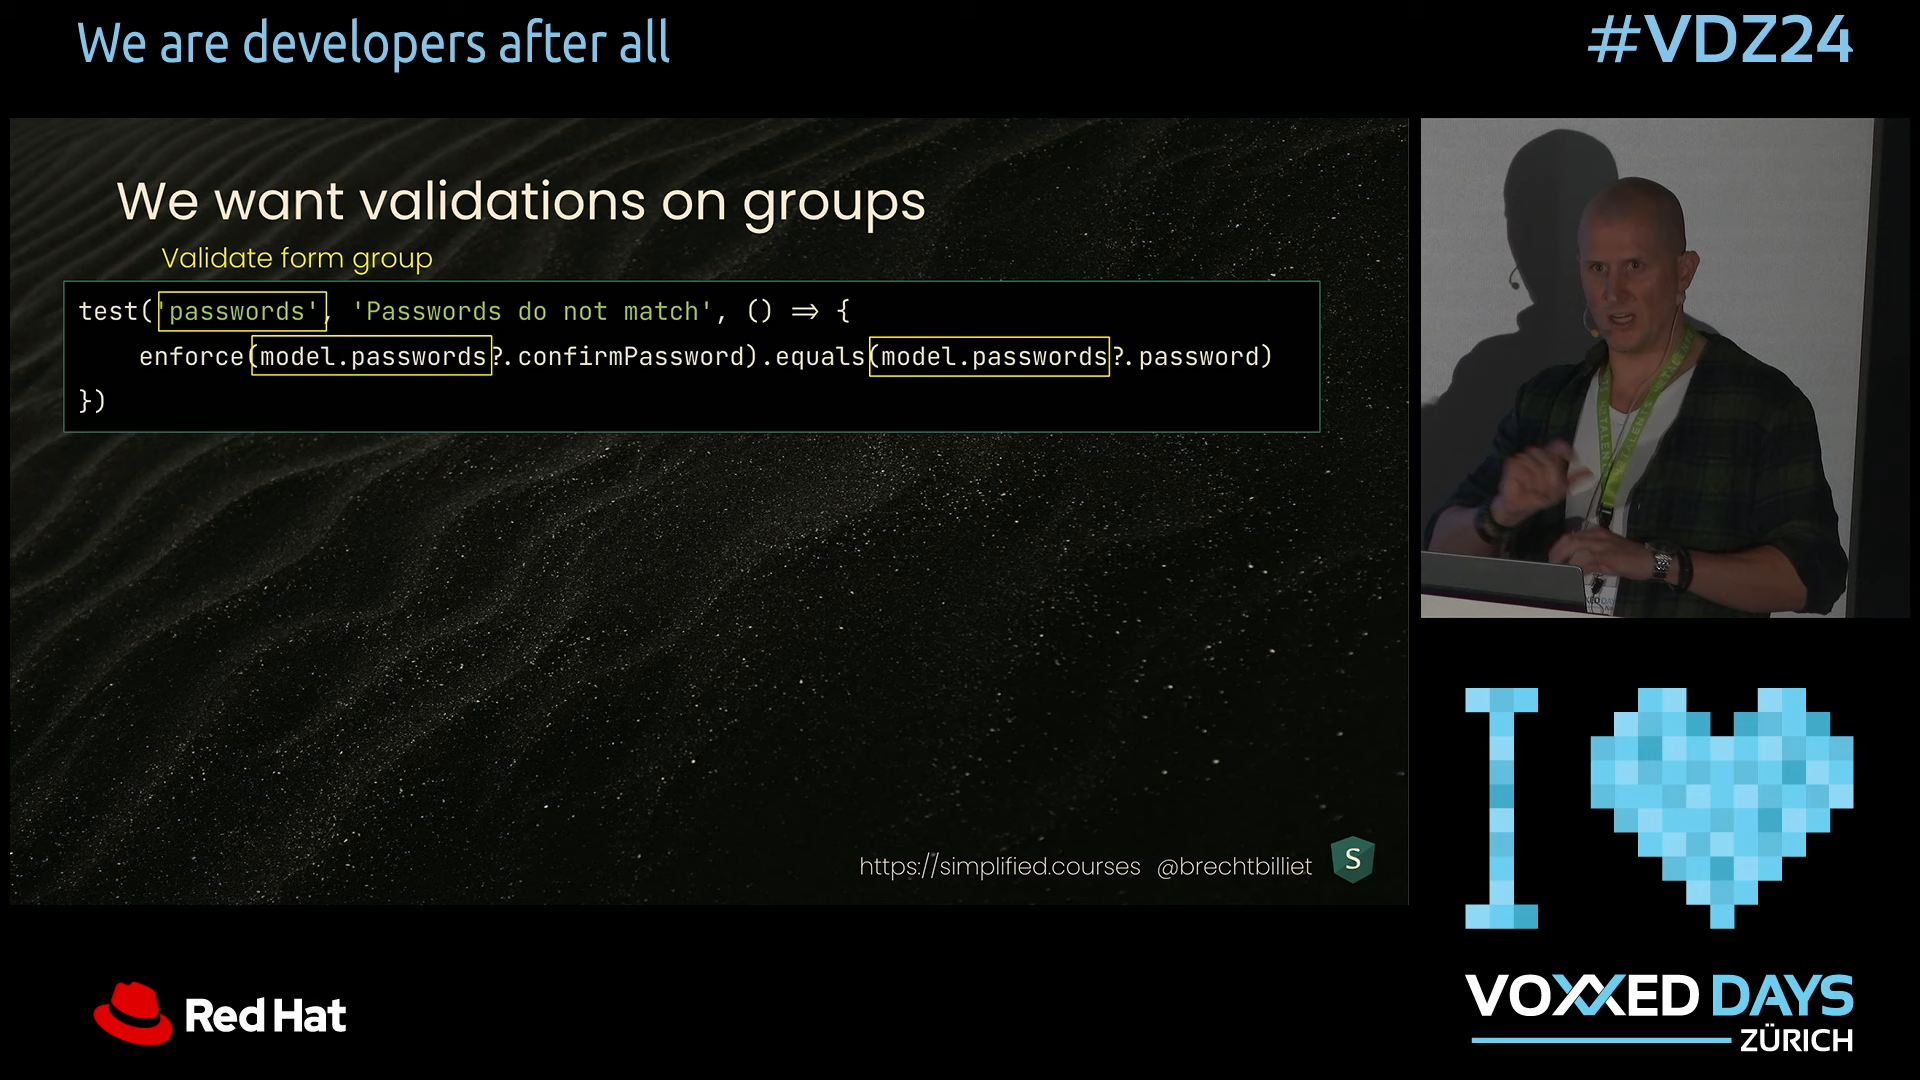 We are developers after all
#VDZ24
We want validations on groups
Validate form group
test('passwords', 'Passwords do not match', () => {
enforce(model.passwords?.confirmPassword).equals(model.passwords?.password)
})
https://simplified.courses @brechtbilliet
S
I
Red Hat
VOXXED DAYS
ZÜRICH